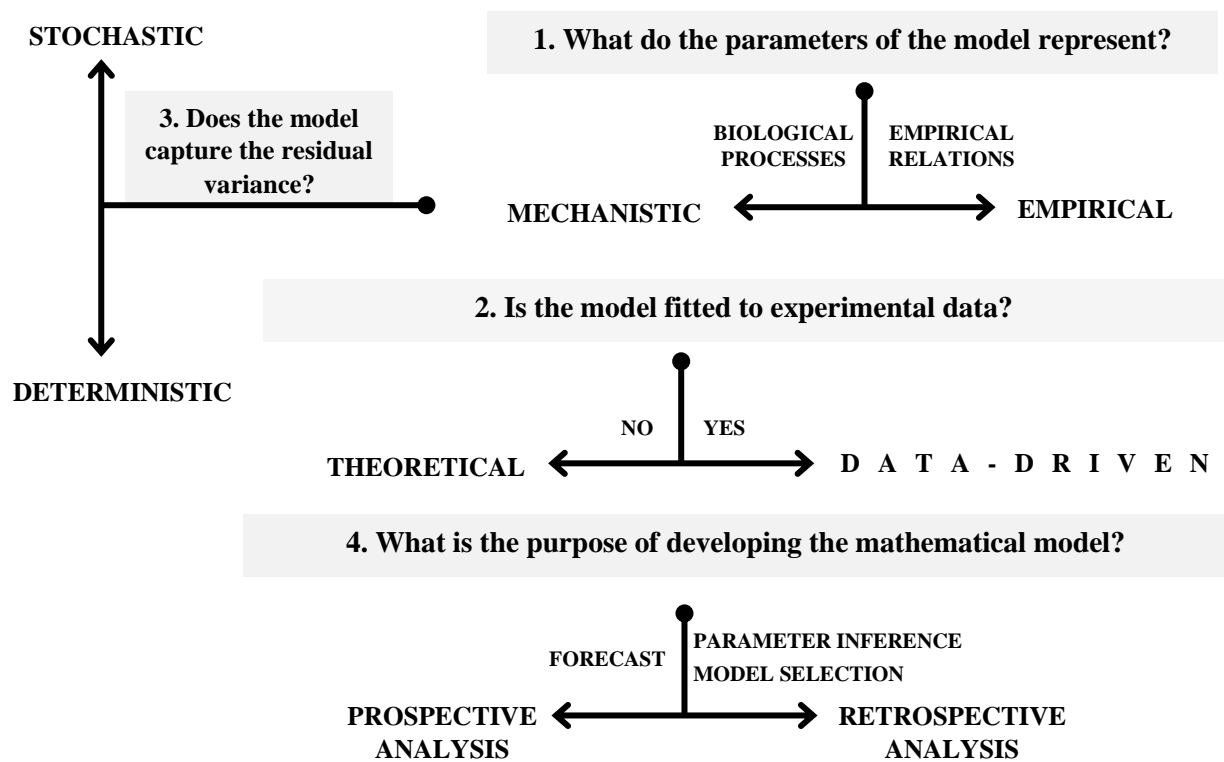 STOCHASTIC
1. What do the parameters of the model represent?
3. Does the model
capture the residual
variance?
BIOLOGICAL
PROCESSES
EMPIRICAL
RELATIONS
MECHANISTIC
EMPIRICAL
2. Is the model fitted to experimental data?
DETERMINISTIC
NO
YES
THEORETICAL
D A T A - D R I V E N
4. What is the purpose of developing the mathematical model?
FORECAST
PARAMETER INFERENCE
MODEL SELECTION
PROSPECTIVE
ANALYSIS
RETROSPECTIVE
ANALYSIS